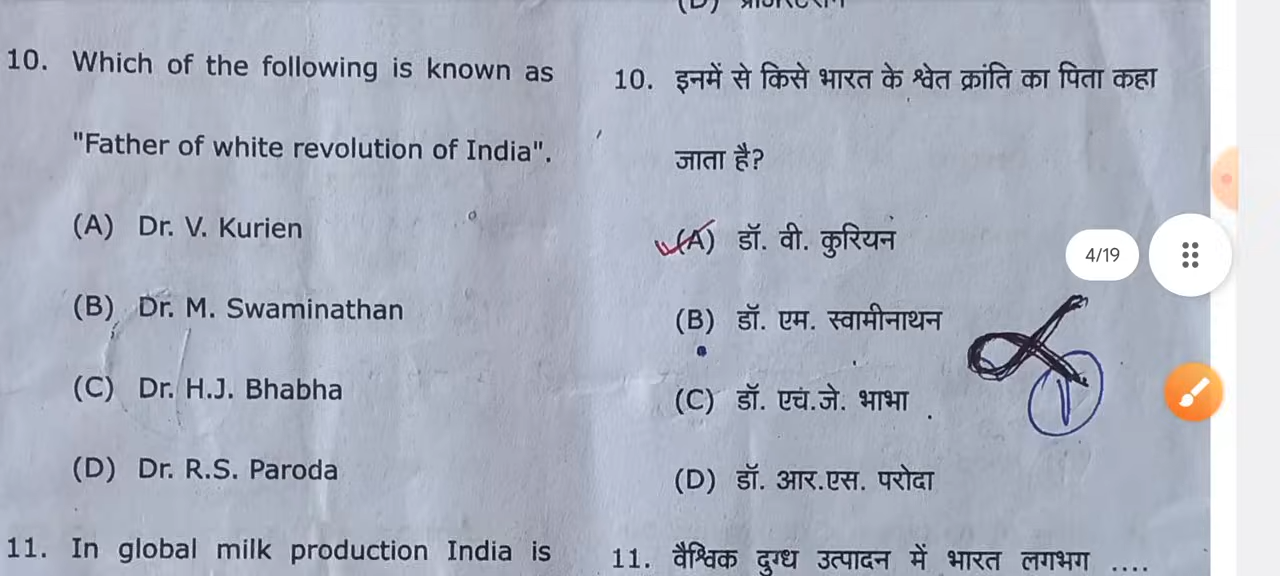 10. Which of the following is known as
"Father of white revolution of India".
(A) Dr. V. Kurien
(B) Dr. M. Swaminathan
(C) Dr. H.J. Bhabha
(D) Dr. R.S. Paroda
11. In global milk production India is
(D)
10. इनमें से किसे भारत के श्वेत क्रांति का पिता कहा
जाता है?
(A) डॉ. वी. कुरियन
(B) डॉ. एम. स्वामीनाथन
(C) डॉ. एच.जे. भाभा
(D) डॉ. आर.एस. परोदा
11. वैश्विक दुग्ध उत्पादन में भारत लगभग ....
4/19
1